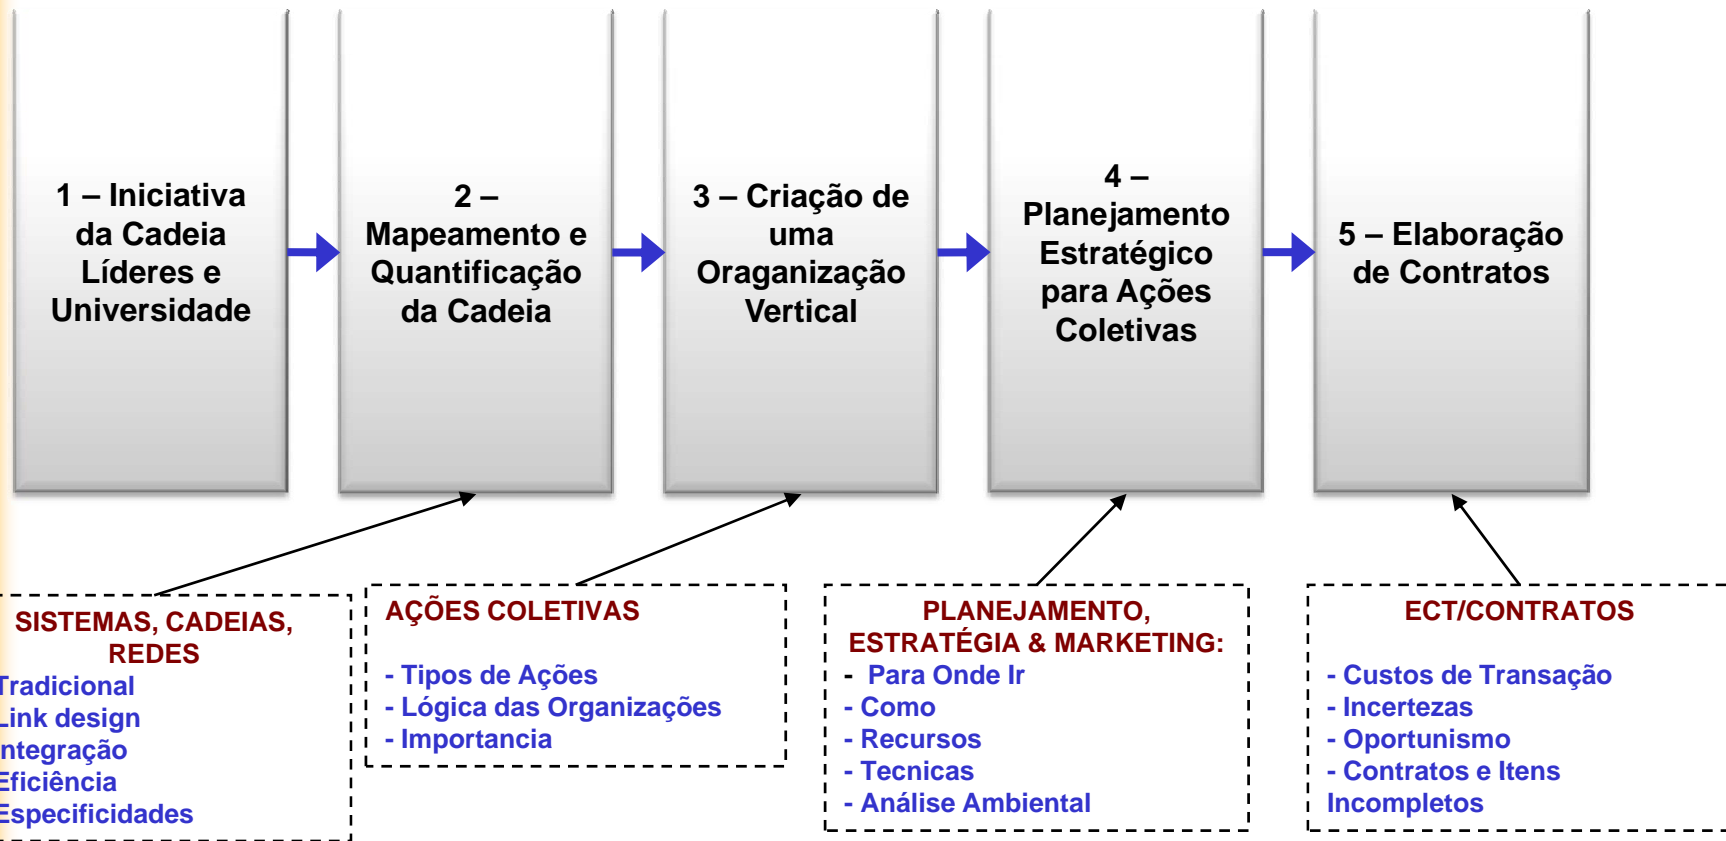 1 – Iniciativa
da Cadeia
Líderes e
Universidade
2 –
Mapeamento e
Quantificação
da Cadeia
3 – Criação de
uma
Oraganização
Vertical
4 –
Planejamento
Estratégico
para Ações
Coletivas
5 – Elaboração
de Contratos
SISTEMAS, CADEIAS,
REDES
Tradicional
Link design
Integração
Eficiência
Especificidades
AÇÕES COLETIVAS
- Tipos de Ações
- Lógica das Organizações
- Importancia
PLANEJAMENTO,
ESTRATÉGIA & MARKETING:
- Para Onde Ir
- Como
- Recursos
- Tecnicas
- Análise Ambiental
ECT/CONTRATOS
- Custos de Transação
- Incertezas
- Oportunismo
- Contratos e Itens
Incompletos